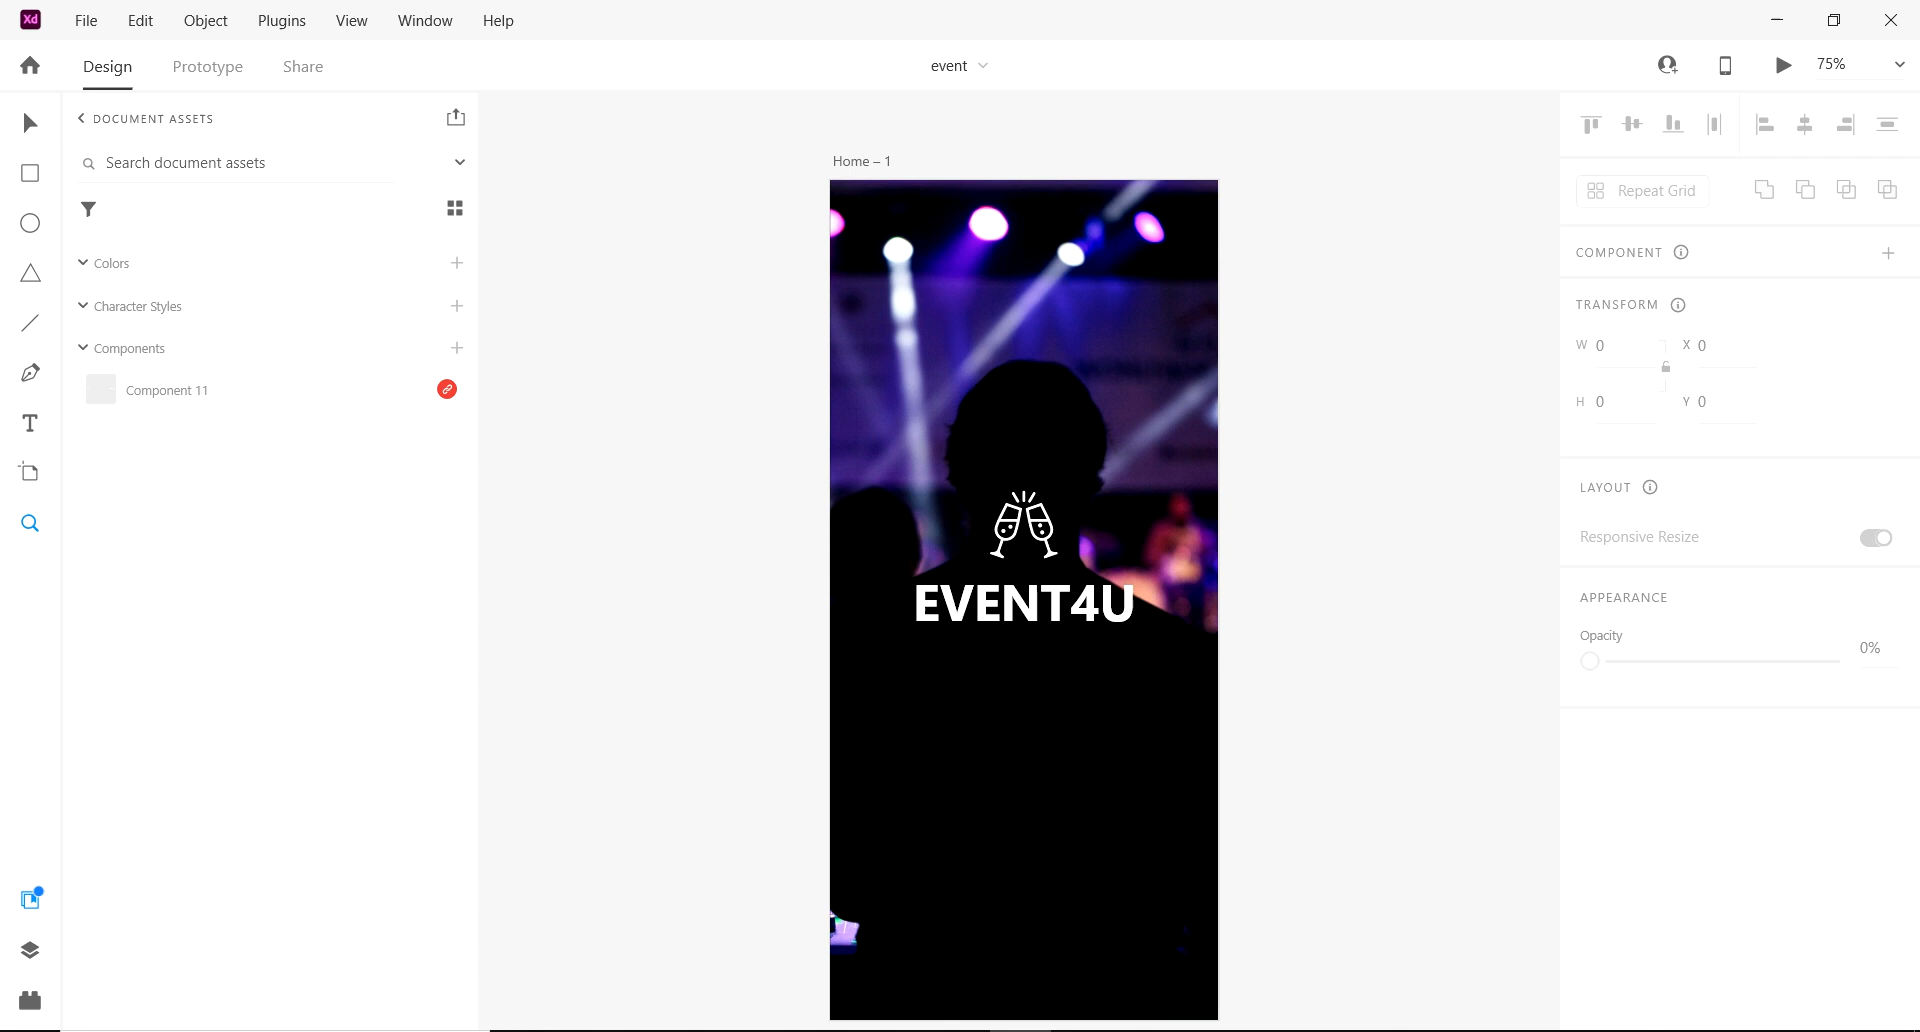 Xd File Edit Object Plugins View Window Help
Design Prototype Share event 75%
DOCUMENT ASSETS
Search document assets
Colors
Character Styles
Components
Component 11
Home – 1
EVENT4U
Repeat Grid
COMPONENT
TRANSFORM
W 0 X 0
H 0 Y 0
LAYOUT
Responsive Resize
APPEARANCE
Opacity
0%